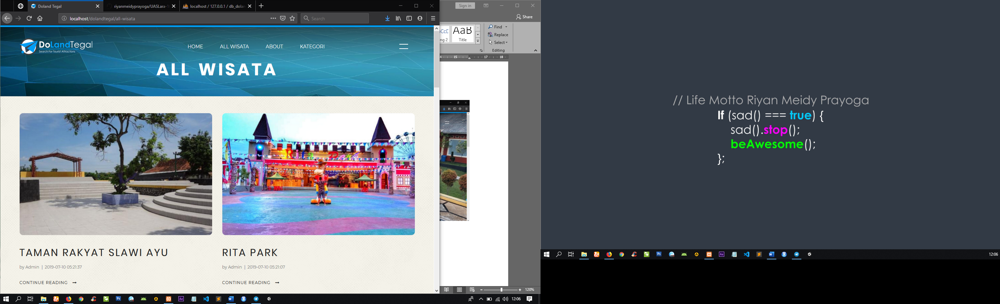 Doland Tegal
riyanmeidyprayoga/UASLara-1
localhost / 127.0.0.1 / db_dolan
localhost/dolandtegal/all-wisata
Search
DoLandTegal
Search For Tourist Attractions
HOME
ALL WISATA
ABOUT
KATEGORI
ALL WISATA
Rita Park
TAMAN RAKYAT SLAWI AYU
by Admin | 2019-07-10 05:21:37
CONTINUE READING
RITA PARK
by Admin | 2019-07-10 05:21:07
CONTINUE READING
12:06
Sign in
Share
AaB
ng 2
Title
Find
Replace
Select
Editing
15
17
18
120%
// Life Motto Riyan Meidy Prayoga
If (sad() === true) {
sad().stop();
beAwesome();
};
12:06